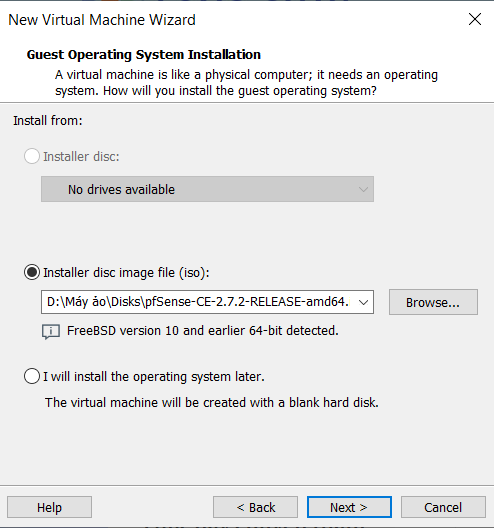 New Virtual Machine Wizard
Guest Operating System Installation
A virtual machine is like a physical computer; it needs an operating
system. How will you install the guest operating system?
Install from:
Installer disc:
No drives available
Installer disc image file (iso):
D:\Máy ảo\Disks\pfSense-CE-2.7.2-RELEASE-amd64.
Browse...
FreeBSD version 10 and earlier 64-bit detected.
I will install the operating system later.
The virtual machine will be created with a blank hard disk.
Help
< Back
Next >
Cancel